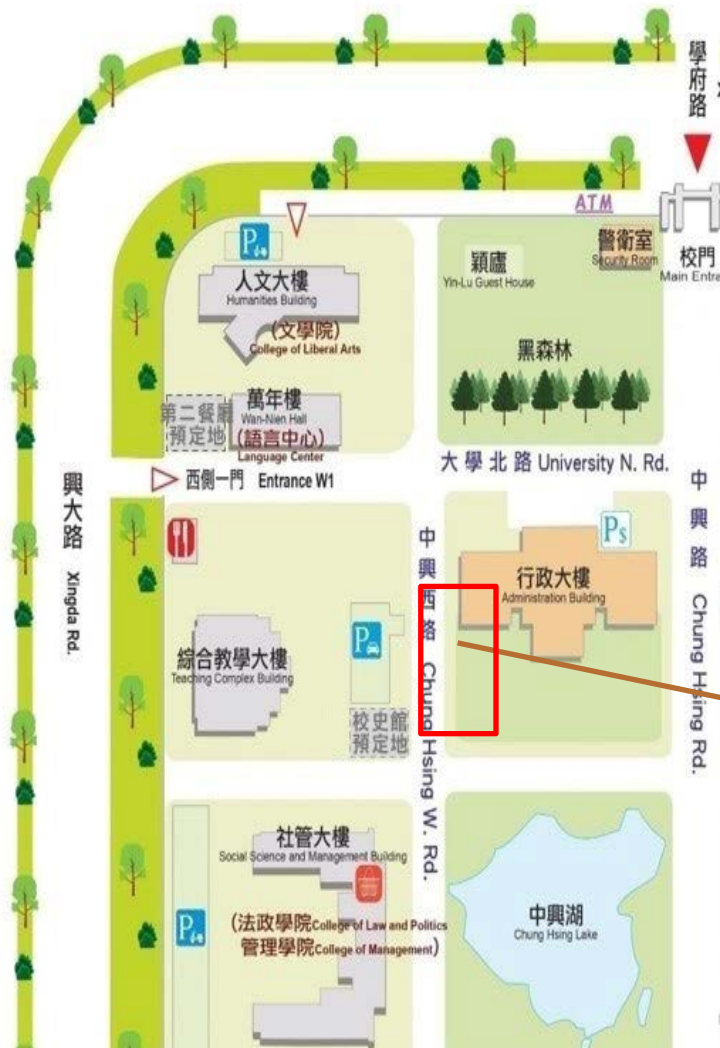 學府路
ATM
警衛室
Security Room
校門
Main Entra
穎廬
Yin-Lu Guest House
P
人文大樓
Humanities Building
(文學院)
College of Liberal Arts
黑森林
第二餐廳
預定地
萬年樓
Wan-Nien Hall
(語言中心)
Language Center
大學北路 University N. Rd.
西側一門 Entrance W1
興大路 Xingda Rd.
中興西路 Chung Hsing W. Rd.
中興路 Chung Hsing Rd.
P$
行政大樓
Administration Building
綜合教學大樓
Teaching Complex Building
P
校史館
預定地
社管大樓
Social Science and Management Building
P
(法政學院College of Law and Politics
管理學院College of Management)
中興湖
Chung Hsing Lake